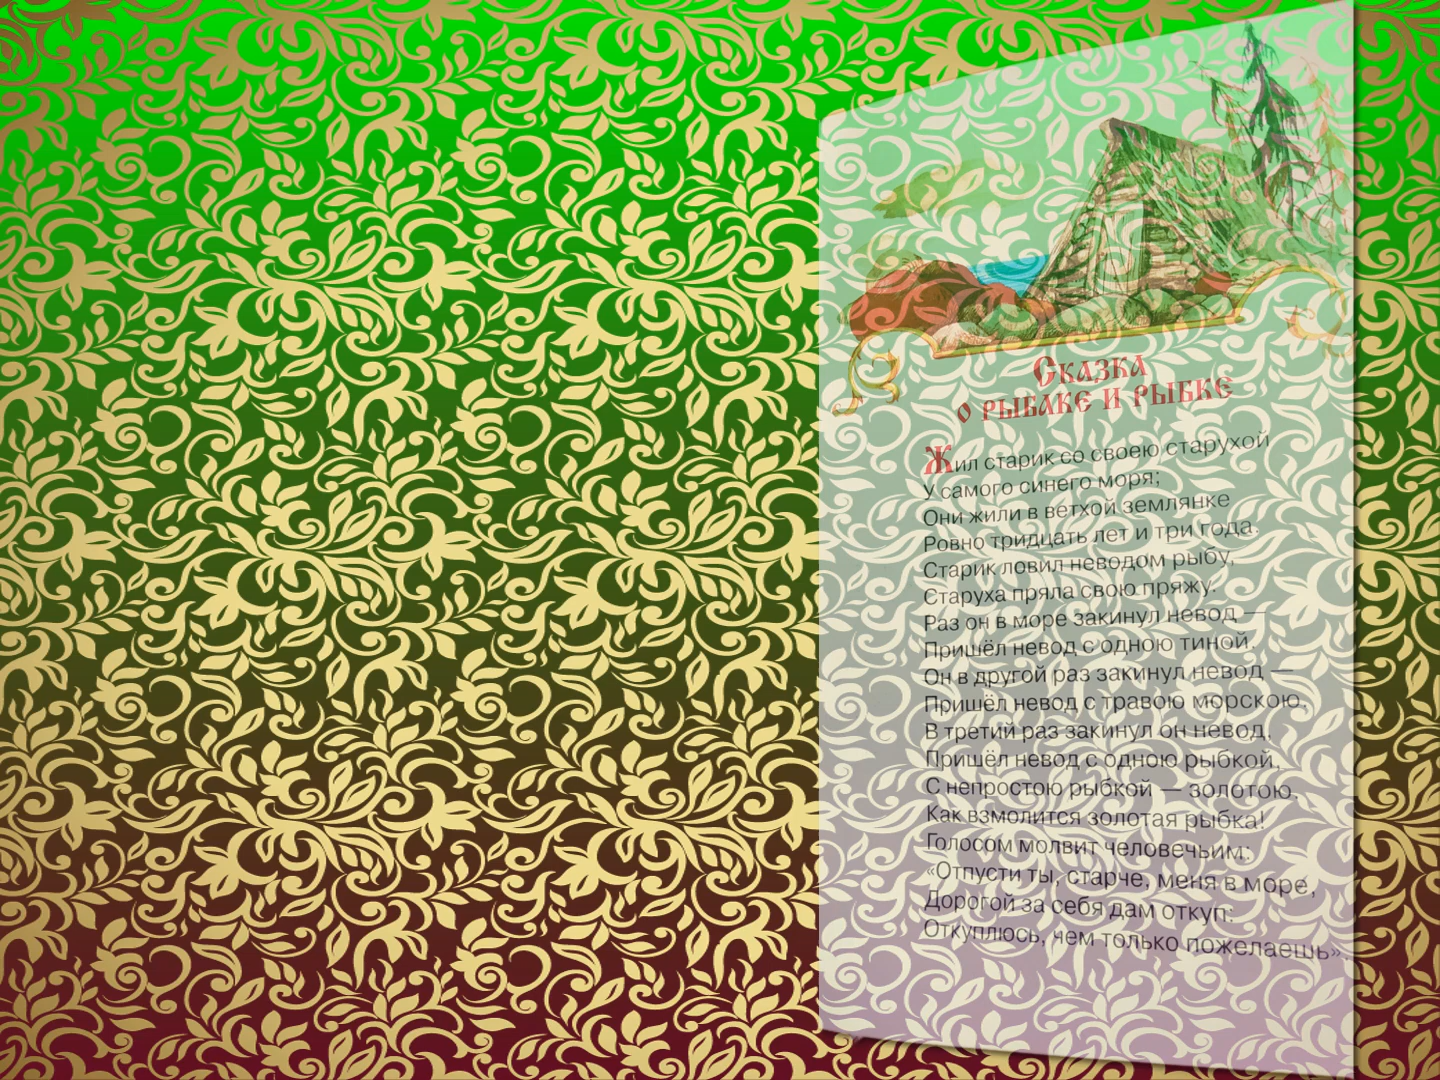 Сказка
о рыбаке и рыбке
Жил старик со своею старухой
У самого синего моря;
Они жили в ветхой землянке
Ровно тридцать лет и три года.
Старик ловил неводом рыбу,
Старуха пряла свою пряжу.
Раз он в море закинул невод —
Пришёл невод с одною тиной.
Он в другой раз закинул невод —
Пришёл невод с травою морскою.
В третий раз закинул он невод,
Пришёл невод с одною рыбкой,
С непростою рыбкой — золотою.
Как взмолится золотая рыбка!
Голосом молвит человечьим:
«Отпусти ты, старче, меня в море,
Дорогой за себя дам откуп:
Откуплюсь, чем только пожелаешь».